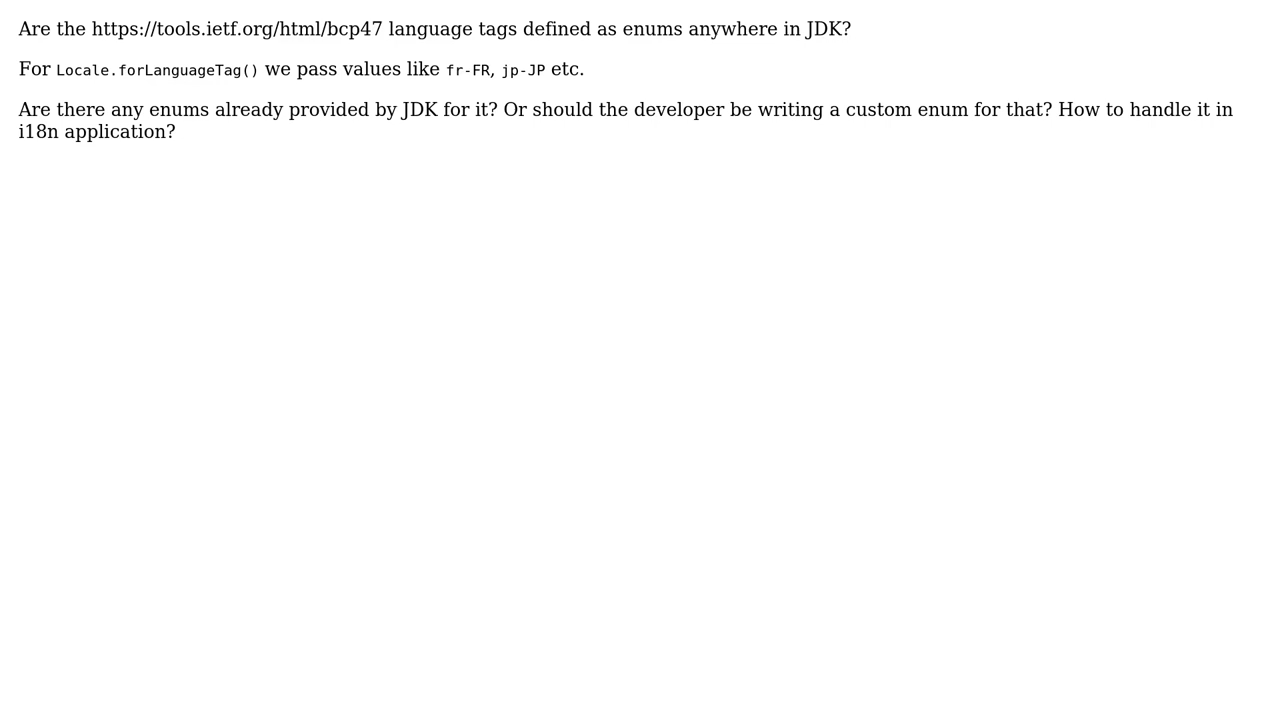 Are the https://tools.ietf.org/html/bcp47 language tags defined as enums anywhere in JDK?
For Locale.forLanguageTag() we pass values like fr-FR, jp-JP etc.
Are there any enums already provided by JDK for it? Or should the developer be writing a custom enum for that? How to handle it in
i18n application?